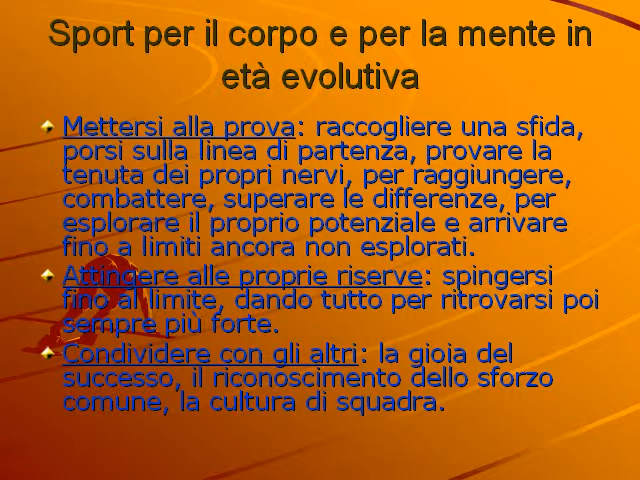 Sport per il corpo e per la mente in
età evolutiva
Mettersi alla prova: raccogliere una sfida,
porsi sulla linea di partenza, provare la
tenuta dei propri nervi, per raggiungere,
combattere, superare le differenze, per
esplorare il proprio potenziale e arrivare
fino a limiti ancora non esplorati.
Attingere alle proprie riserve: spingersi
fino al limite, dando tutto per ritrovarsi poi
sempre più forte.
Condividere con gli altri: la gioia del
successo, il riconoscimento dello sforzo
comune, la cultura di squadra.